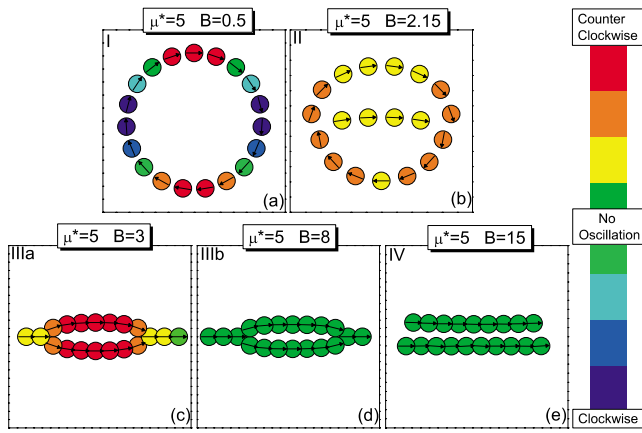 μ*=5 B=0.5
μ*=5 B=2.15
Counter
Clockwise
I
II
(a)
(b)
μ*=5 B=3
μ*=5 B=8
μ*=5 B=15
No
Oscillation
IIIa
IIIb
IV
(c)
(d)
(e)
Clockwise